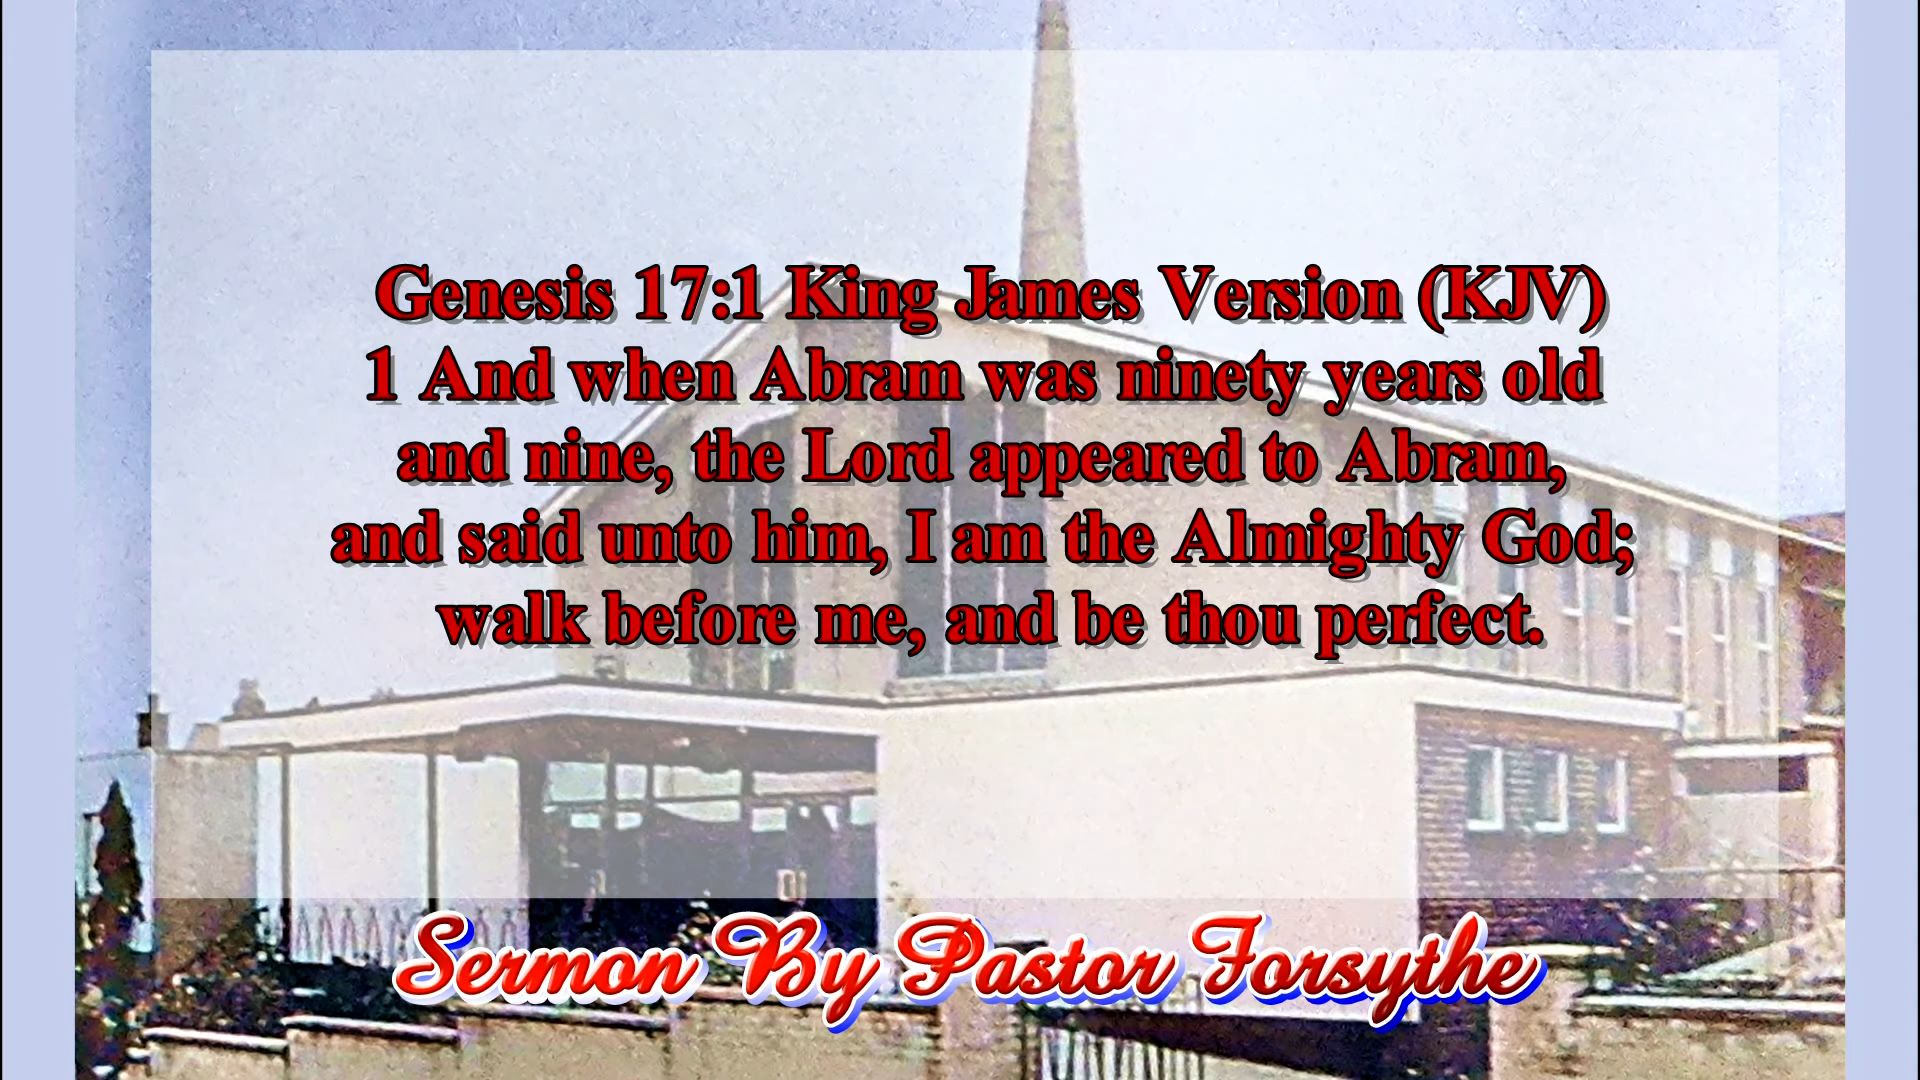 Genesis 17:1 King James Version (KJV)
1 And when Abram was ninety years old
and nine, the Lord appeared to Abram,
and said unto him, I am the Almighty God;
walk before me, and be thou perfect.
Sermon By Pastor Forsythe